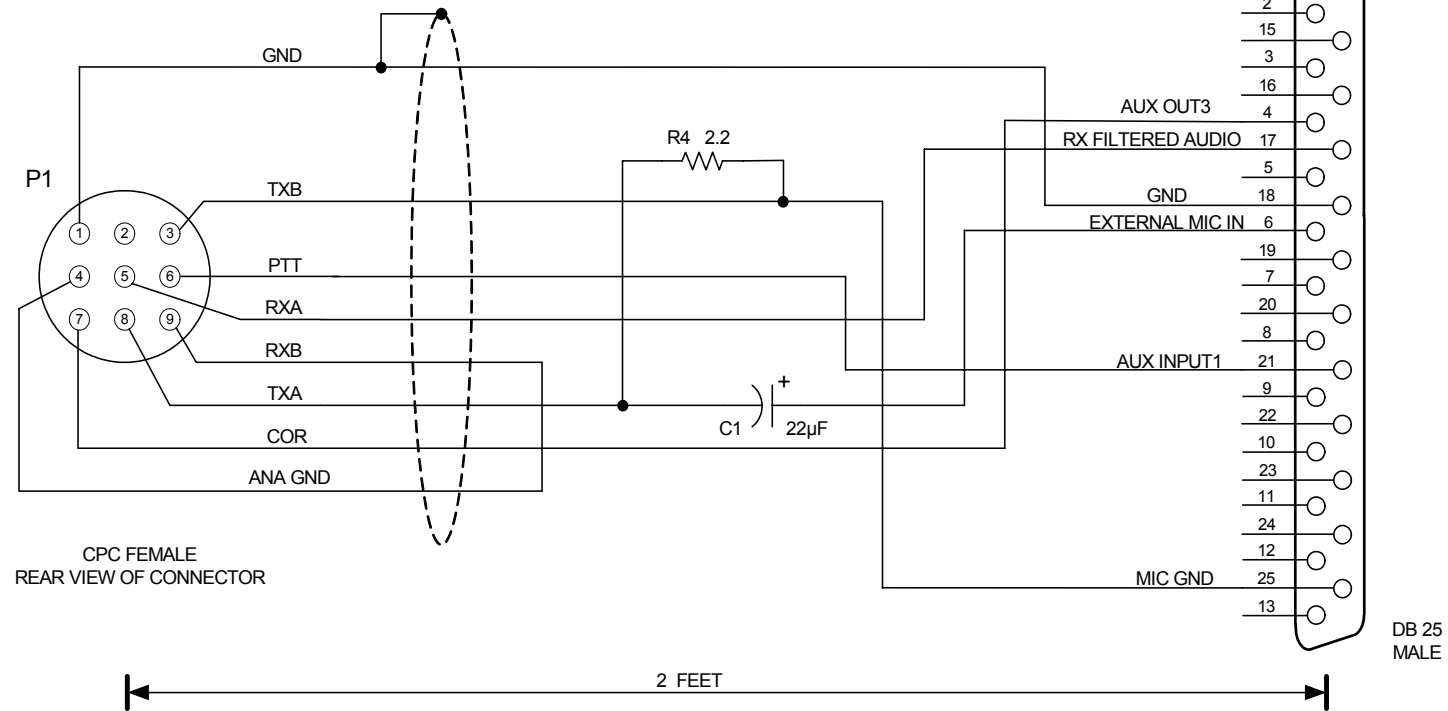 2
15
GND
3
16
AUX OUT3
4
R4 2.2
RX FILTERED AUDIO
17
P1
5
TXB
GND
18
EXTERNAL MIC IN
6
1 2 3
19
PTT
4 5 6
7
RXA
20
7 8 9
8
RXB
AUX INPUT1
21
TXA
+
9
C1
22µF
22
COR
10
ANA GND
23
11
24
CPC FEMALE
REAR VIEW OF CONNECTOR
12
MIC GND
25
13
DB 25
MALE
2 FEET